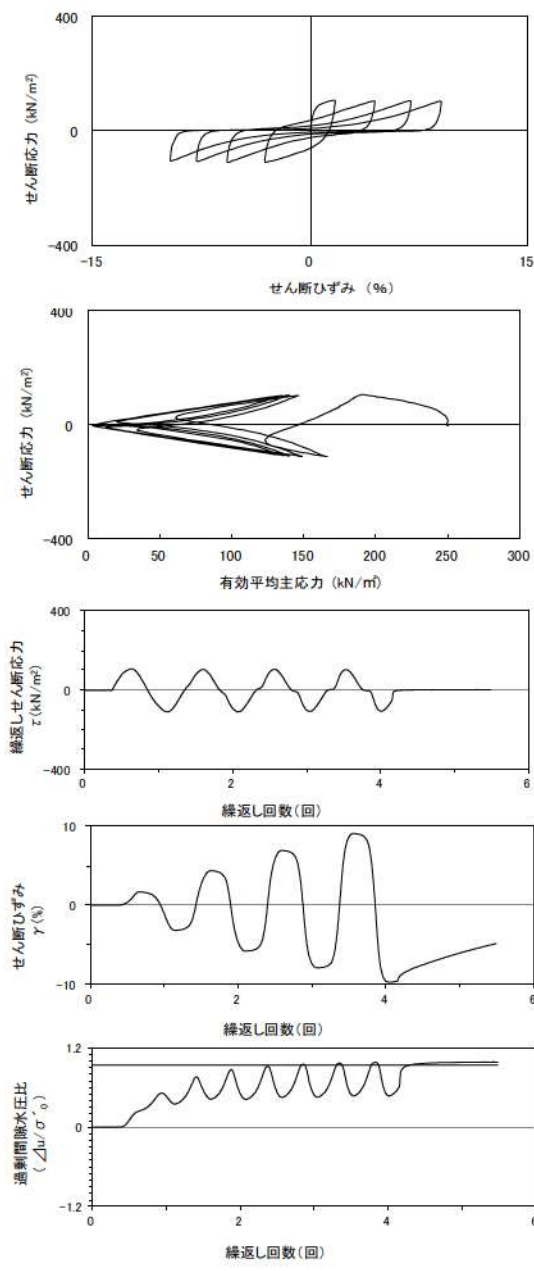 400
せん断応力 (kN/m²)
0
-400
-15
0
15
せん断ひずみ (%)
400
せん断応力 (kN/m²)
0
-400
0
50
100
150
200
250
300
有効平均主応力 (kN/㎡)
400
繰返しせん断応力
τ(kN/m²)
0
-400
0
2
4
6
繰返し回数(回)
10
せん断ひずみ
γ(%)
0
-10
0
2
4
6
繰返し回数(回)
1.2
過剰間隙水圧比
(⊿u/σ´₀)
0
-1.2
0
2
4
6
繰返し回数(回)